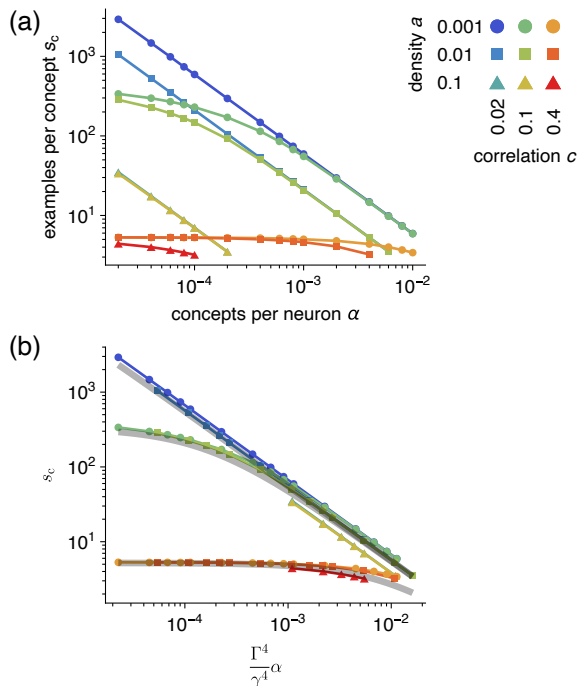 (a)
examples per concept s_c
10^3
10^2
10^1
10^-4
10^-3
10^-2
concepts per neuron α
density a
0.001
0.01
0.1
0.02
0.1
0.4
correlation c
(b)
s_c
10^3
10^2
10^1
10^-4
10^-3
10^-2
Γ^4/γ^4 α